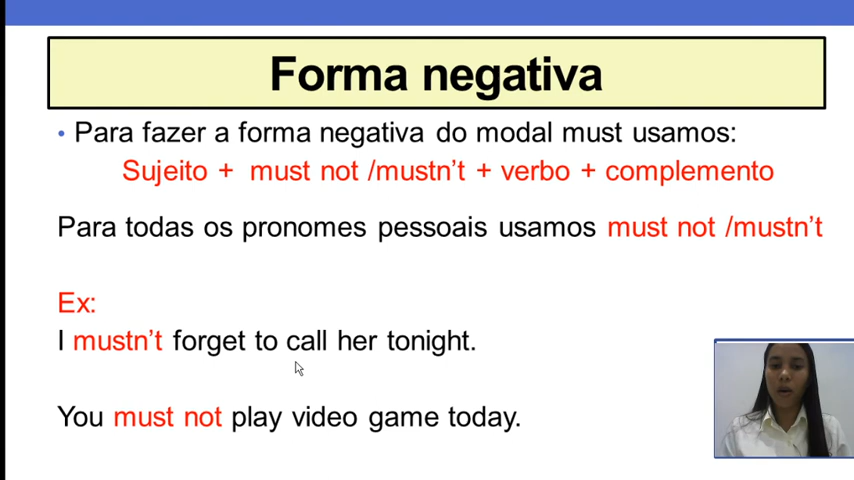 Forma negativa
• Para fazer a forma negativa do modal must usamos:
Sujeito + must not /mustn't + verbo + complemento
Para todas os pronomes pessoais usamos must not /mustn't
Ex:
I mustn't forget to call her tonight.
You must not play video game today.